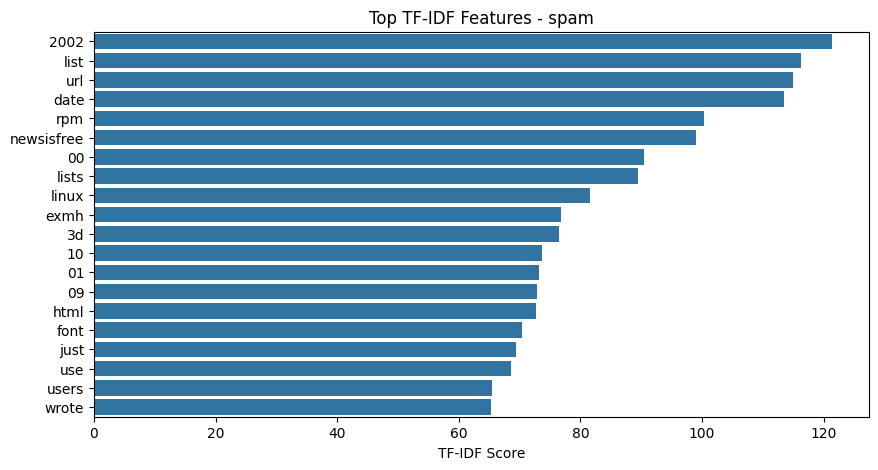 Top TF-IDF Features - spam
2002
list
url
date
rpm
newsisfree
00
lists
linux
exmh
3d
10
01
09
html
font
just
use
users
wrote
0 20 40 60 80 100 120
TF-IDF Score